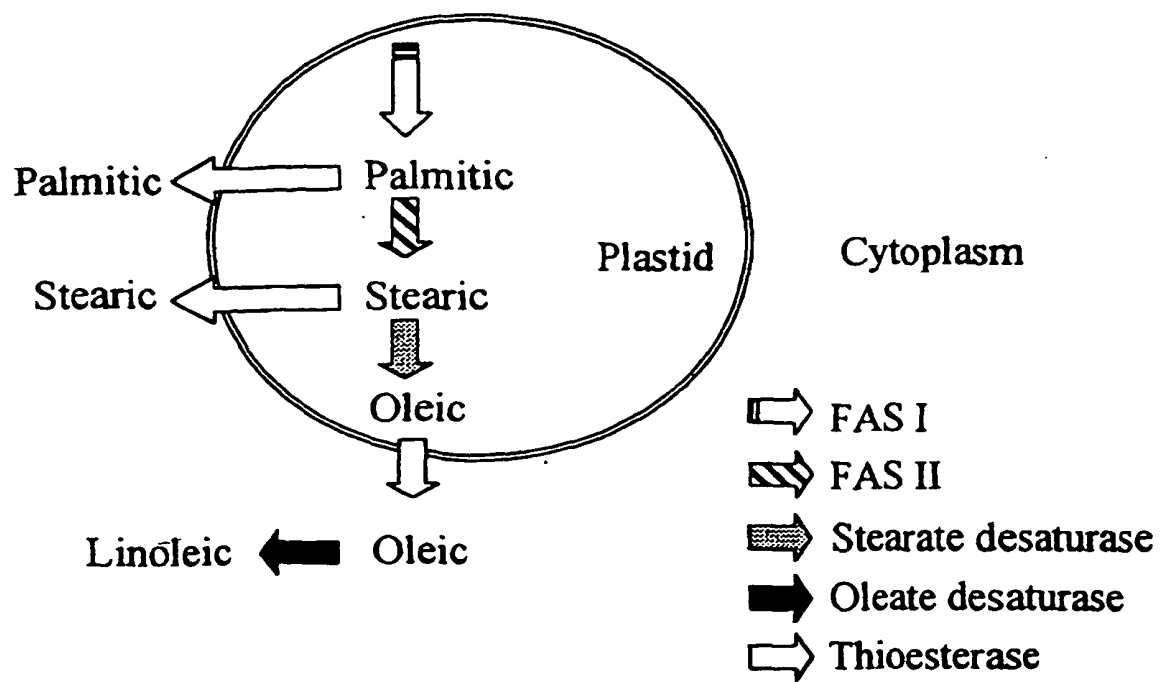 Palmitic
Palmitic
Plastid
Cytoplasm
Stearic
Stearic
Oleic
Linoleic
Oleic
FAS I
FAS II
Stearate desaturase
Oleate desaturase
Thioesterase